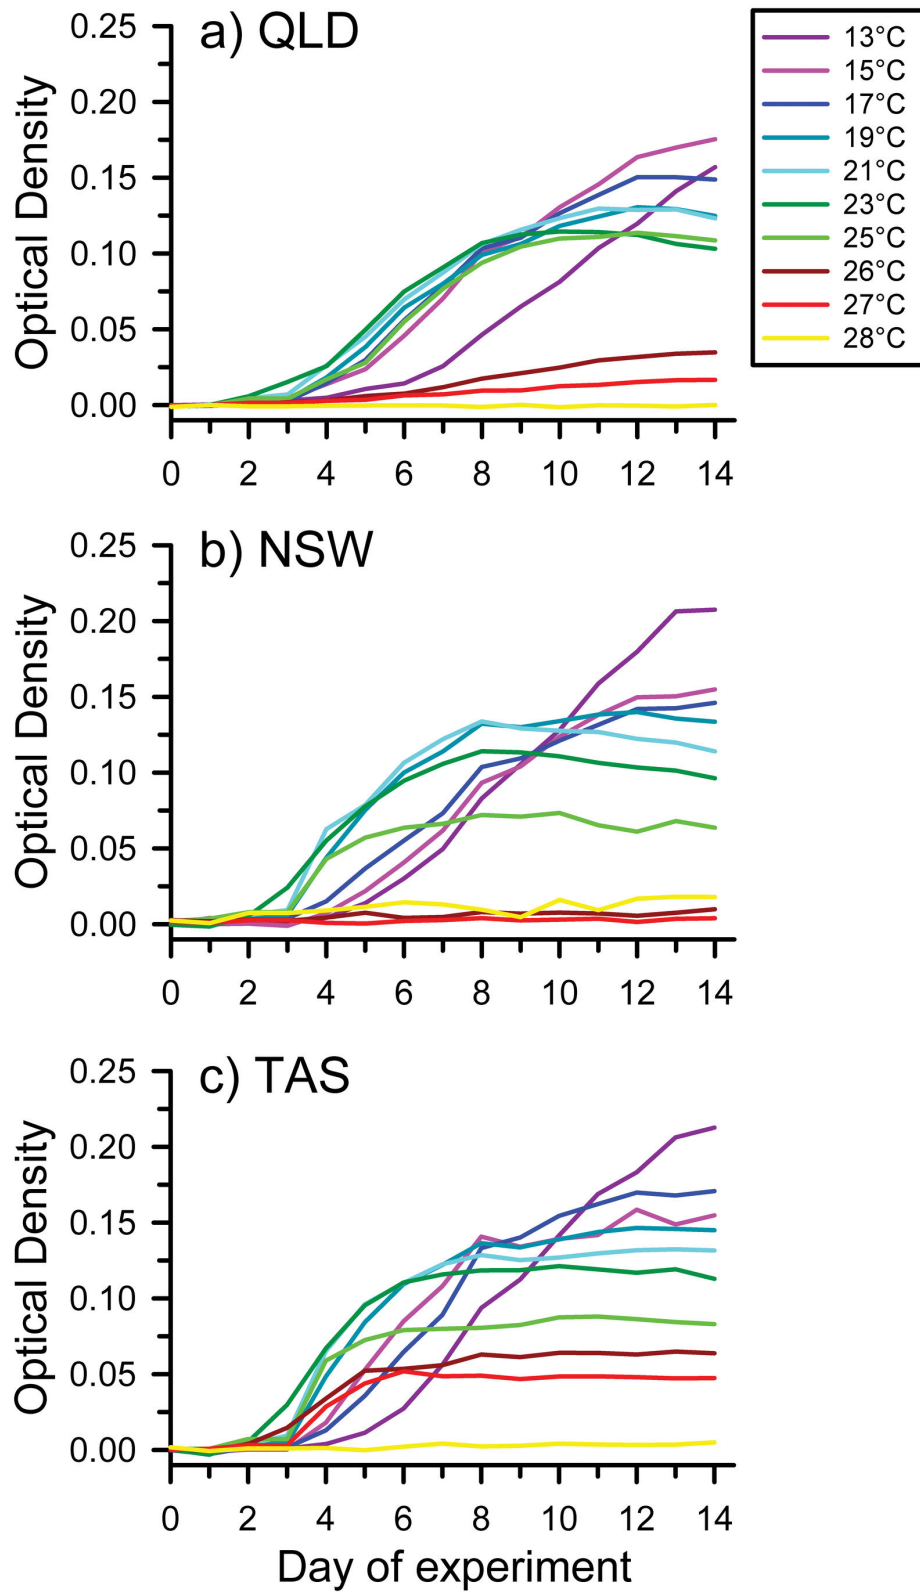 a) QLD
0.25
0.20
0.15
0.10
0.05
0.00
Optical Density
0 2 4 6 8 10 12 14
13°C
15°C
17°C
19°C
21°C
23°C
25°C
26°C
27°C
28°C
b) NSW
0.25
0.20
0.15
0.10
0.05
0.00
Optical Density
0 2 4 6 8 10 12 14
c) TAS
0.25
0.20
0.15
0.10
0.05
0.00
Optical Density
0 2 4 6 8 10 12 14
Day of experiment